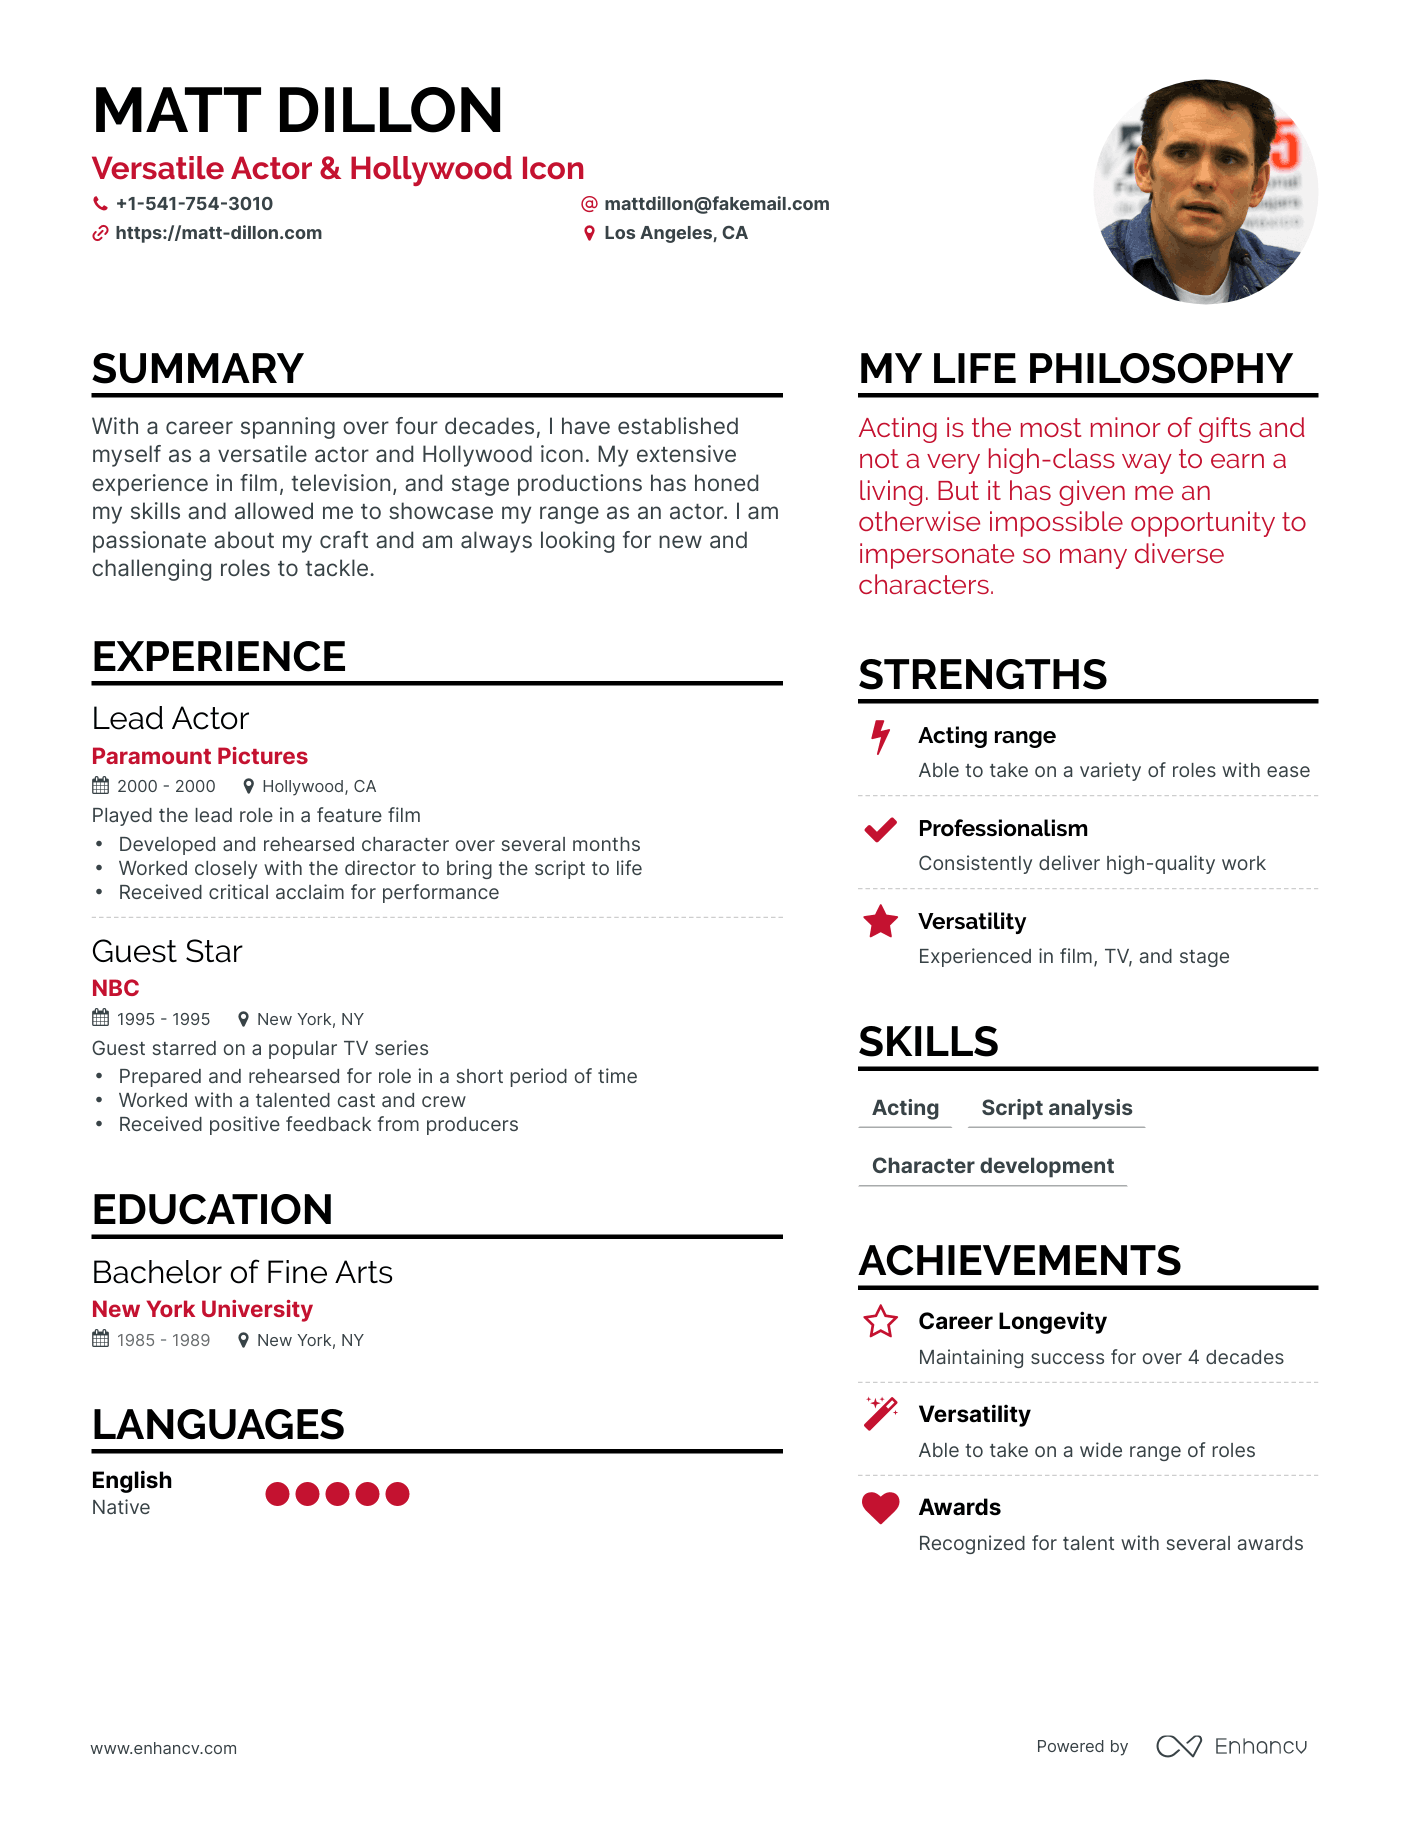 MATT DILLON
Versatile Actor & Hollywood Icon
+1-541-754-3010
mattdillon@fakemail.com
https://matt-dillon.com
Los Angeles, CA
SUMMARY
With a career spanning over four decades, I have established
myself as a versatile actor and Hollywood icon. My extensive
experience in film, television, and stage productions has honed
my skills and allowed me to showcase my range as an actor. I am
passionate about my craft and am always looking for new and
challenging roles to tackle.
EXPERIENCE
Lead Actor
Paramount Pictures
2000 - 2000 Hollywood, CA
Played the lead role in a feature film
• Developed and rehearsed character over several months
• Worked closely with the director to bring the script to life
• Received critical acclaim for performance
Guest Star
NBC
1995 - 1995 New York, NY
Guest starred on a popular TV series
• Prepared and rehearsed for role in a short period of time
• Worked with a talented cast and crew
• Received positive feedback from producers
EDUCATION
Bachelor of Fine Arts
New York University
1985 - 1989 New York, NY
LANGUAGES
English
Native
MY LIFE PHILOSOPHY
Acting is the most minor of gifts and
not a very high-class way to earn a
living. But it has given me an
otherwise impossible opportunity to
impersonate so many diverse
characters.
STRENGTHS
Acting range
Able to take on a variety of roles with ease
Professionalism
Consistently deliver high-quality work
Versatility
Experienced in film, TV, and stage
SKILLS
Acting Script analysis
Character development
ACHIEVEMENTS
Career Longevity
Maintaining success for over 4 decades
Versatility
Able to take on a wide range of roles
Awards
Recognized for talent with several awards
www.enhancv.com
Powered by Enhancv